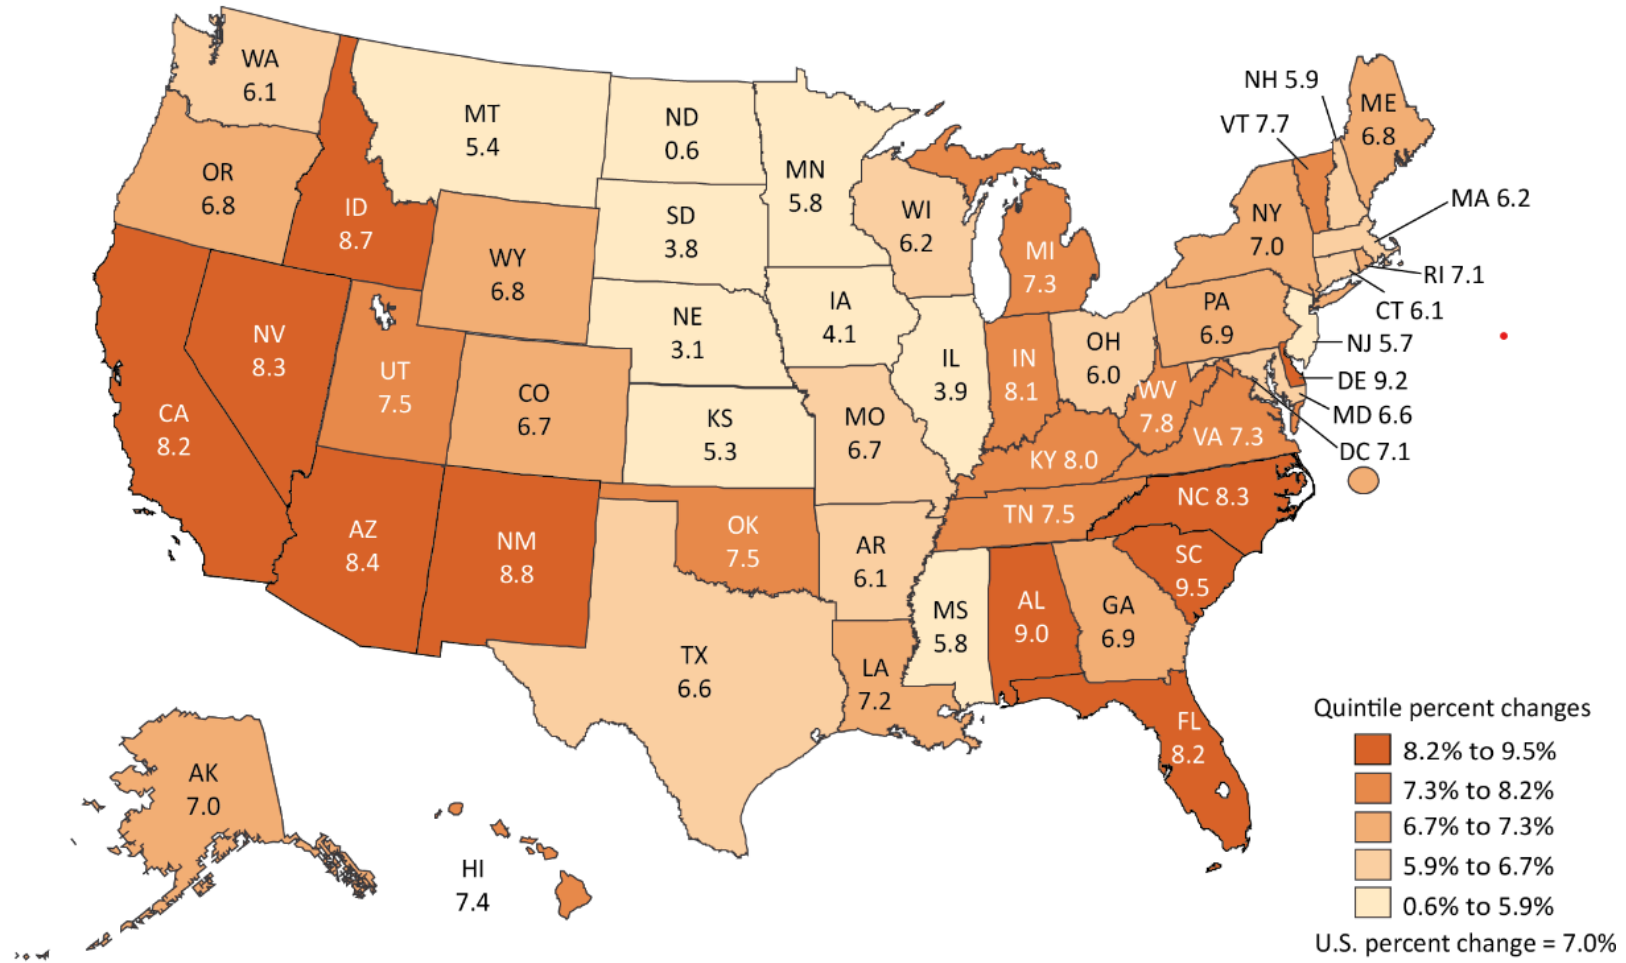 WA
6.1
MT
5.4
ND
0.6
MN
5.8
OR
6.8
ID
8.7
WY
6.8
SD
3.8
WI
6.2
MI
7.3
NH 5.9
VT 7.7
ME
6.8
NY
7.0
MA 6.2
RI 7.1
CT 6.1
PA
6.9
NJ 5.7
DE 9.2
MD 6.6
DC 7.1
CA
8.2
NV
8.3
UT
7.5
CO
6.7
NE
3.1
IA
4.1
IL
3.9
IN
8.1
OH
6.0
WV
7.8
VA 7.3
KS
5.3
MO
6.7
KY 8.0
TN 7.5
NC 8.3
SC
9.5
AZ
8.4
NM
8.8
OK
7.5
AR
6.1
MS
5.8
AL
9.0
GA
6.9
TX
6.6
LA
7.2
FL
8.2
AK
7.0
HI
7.4
Quintile percent changes
8.2% to 9.5%
7.3% to 8.2%
6.7% to 7.3%
5.9% to 6.7%
0.6% to 5.9%
U.S. percent change = 7.0%